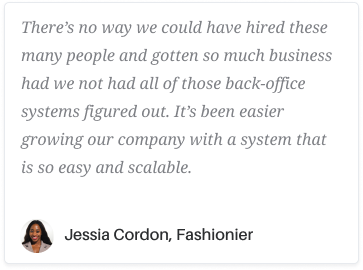 There’s no way we could have hired these
many people and gotten so much business
had we not had all of those back-office
systems figured out. It’s been easier
growing our company with a system that
is so easy and scalable.
Jessia Cordon, Fashionier